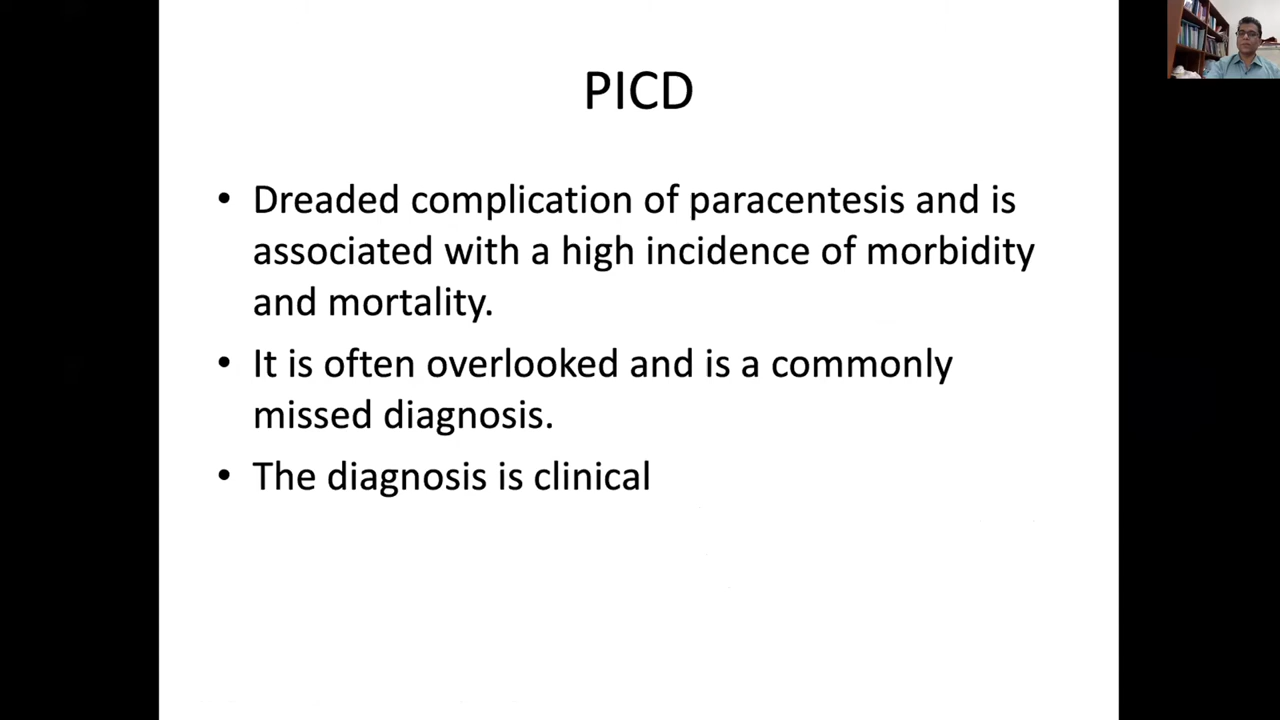 PICD
• Dreaded complication of paracentesis and is
associated with a high incidence of morbidity
and mortality.
• It is often overlooked and is a commonly
missed diagnosis.
• The diagnosis is clinical